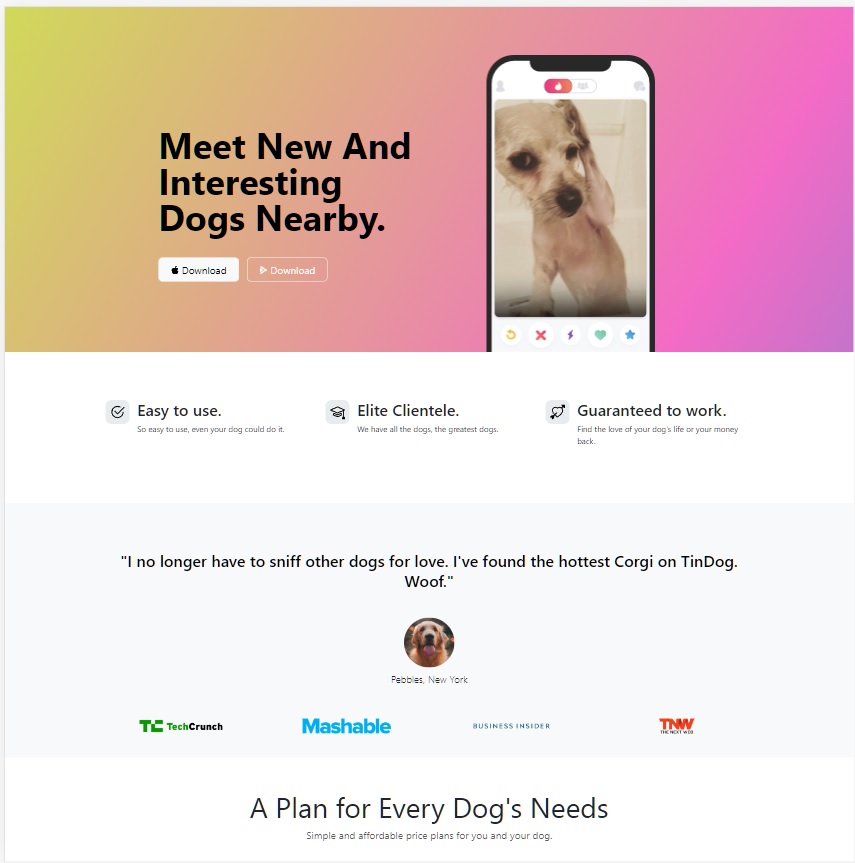 Meet New And
Interesting
Dogs Nearby.
Download
Download
Easy to use.
So easy to use, even your dog could do it.
Elite Clientele.
We have all the dogs, the greatest dogs.
Guaranteed to work.
Find the love of your dog's life or your money
back.
"I no longer have to sniff other dogs for love. I've found the hottest Corgi on TinDog.
Woof."
Pebbles, New York
TC TechCrunch
Mashable
BUSINESS INSIDER
TNW
THE NEXT WEB
A Plan for Every Dog's Needs
Simple and affordable price plans for you and your dog.